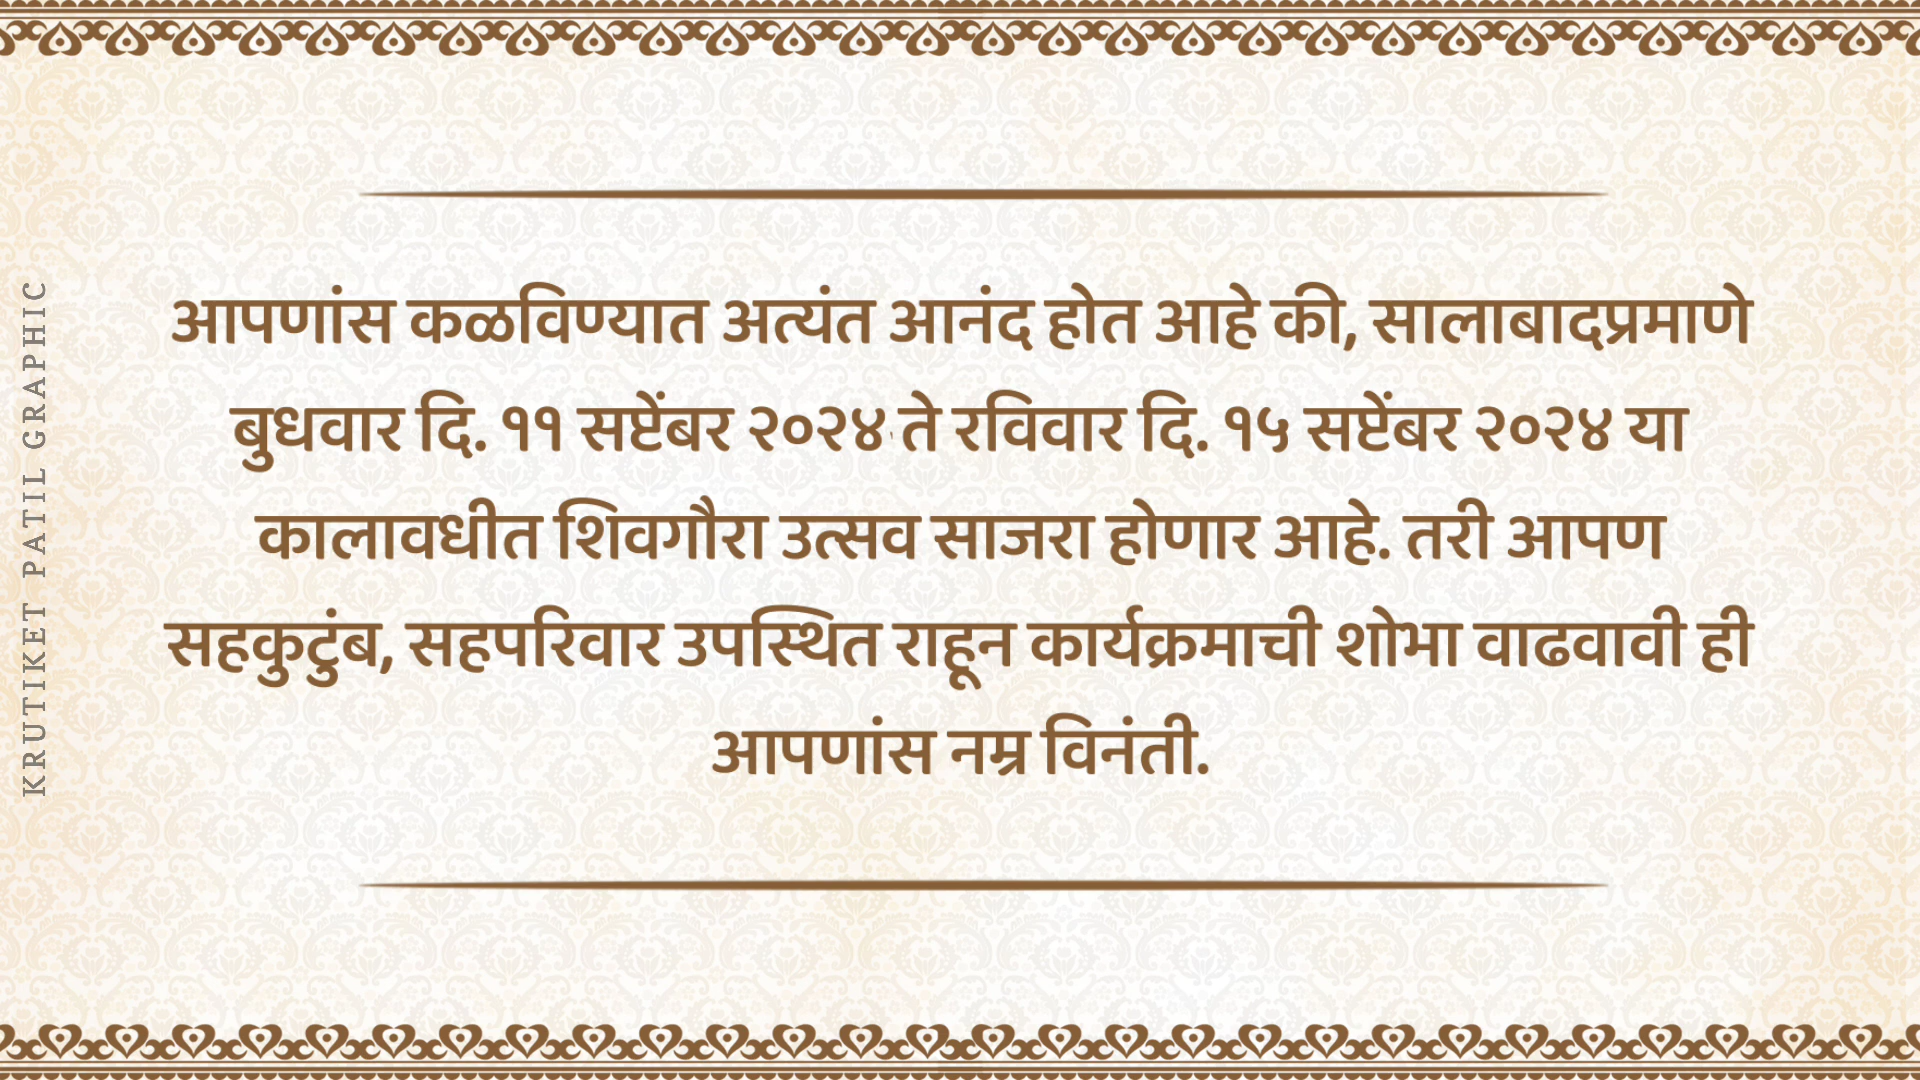 आपणांस कळविण्यात अत्यंत आनंद होत आहे की, सालाबादप्रमाणे
बुधवार दि. ११ सप्टेंबर २०२४ ते रविवार दि. १५ सप्टेंबर २०२४ या
कालावधीत शिवगौरा उत्सव साजरा होणार आहे. तरी आपण
सहकुटुंब, सहपरिवार उपस्थित राहून कार्यक्रमाची शोभा वाढवावी ही
आपणांस नम्र विनंती.
KRUTIKET PATIL GRAPHIC